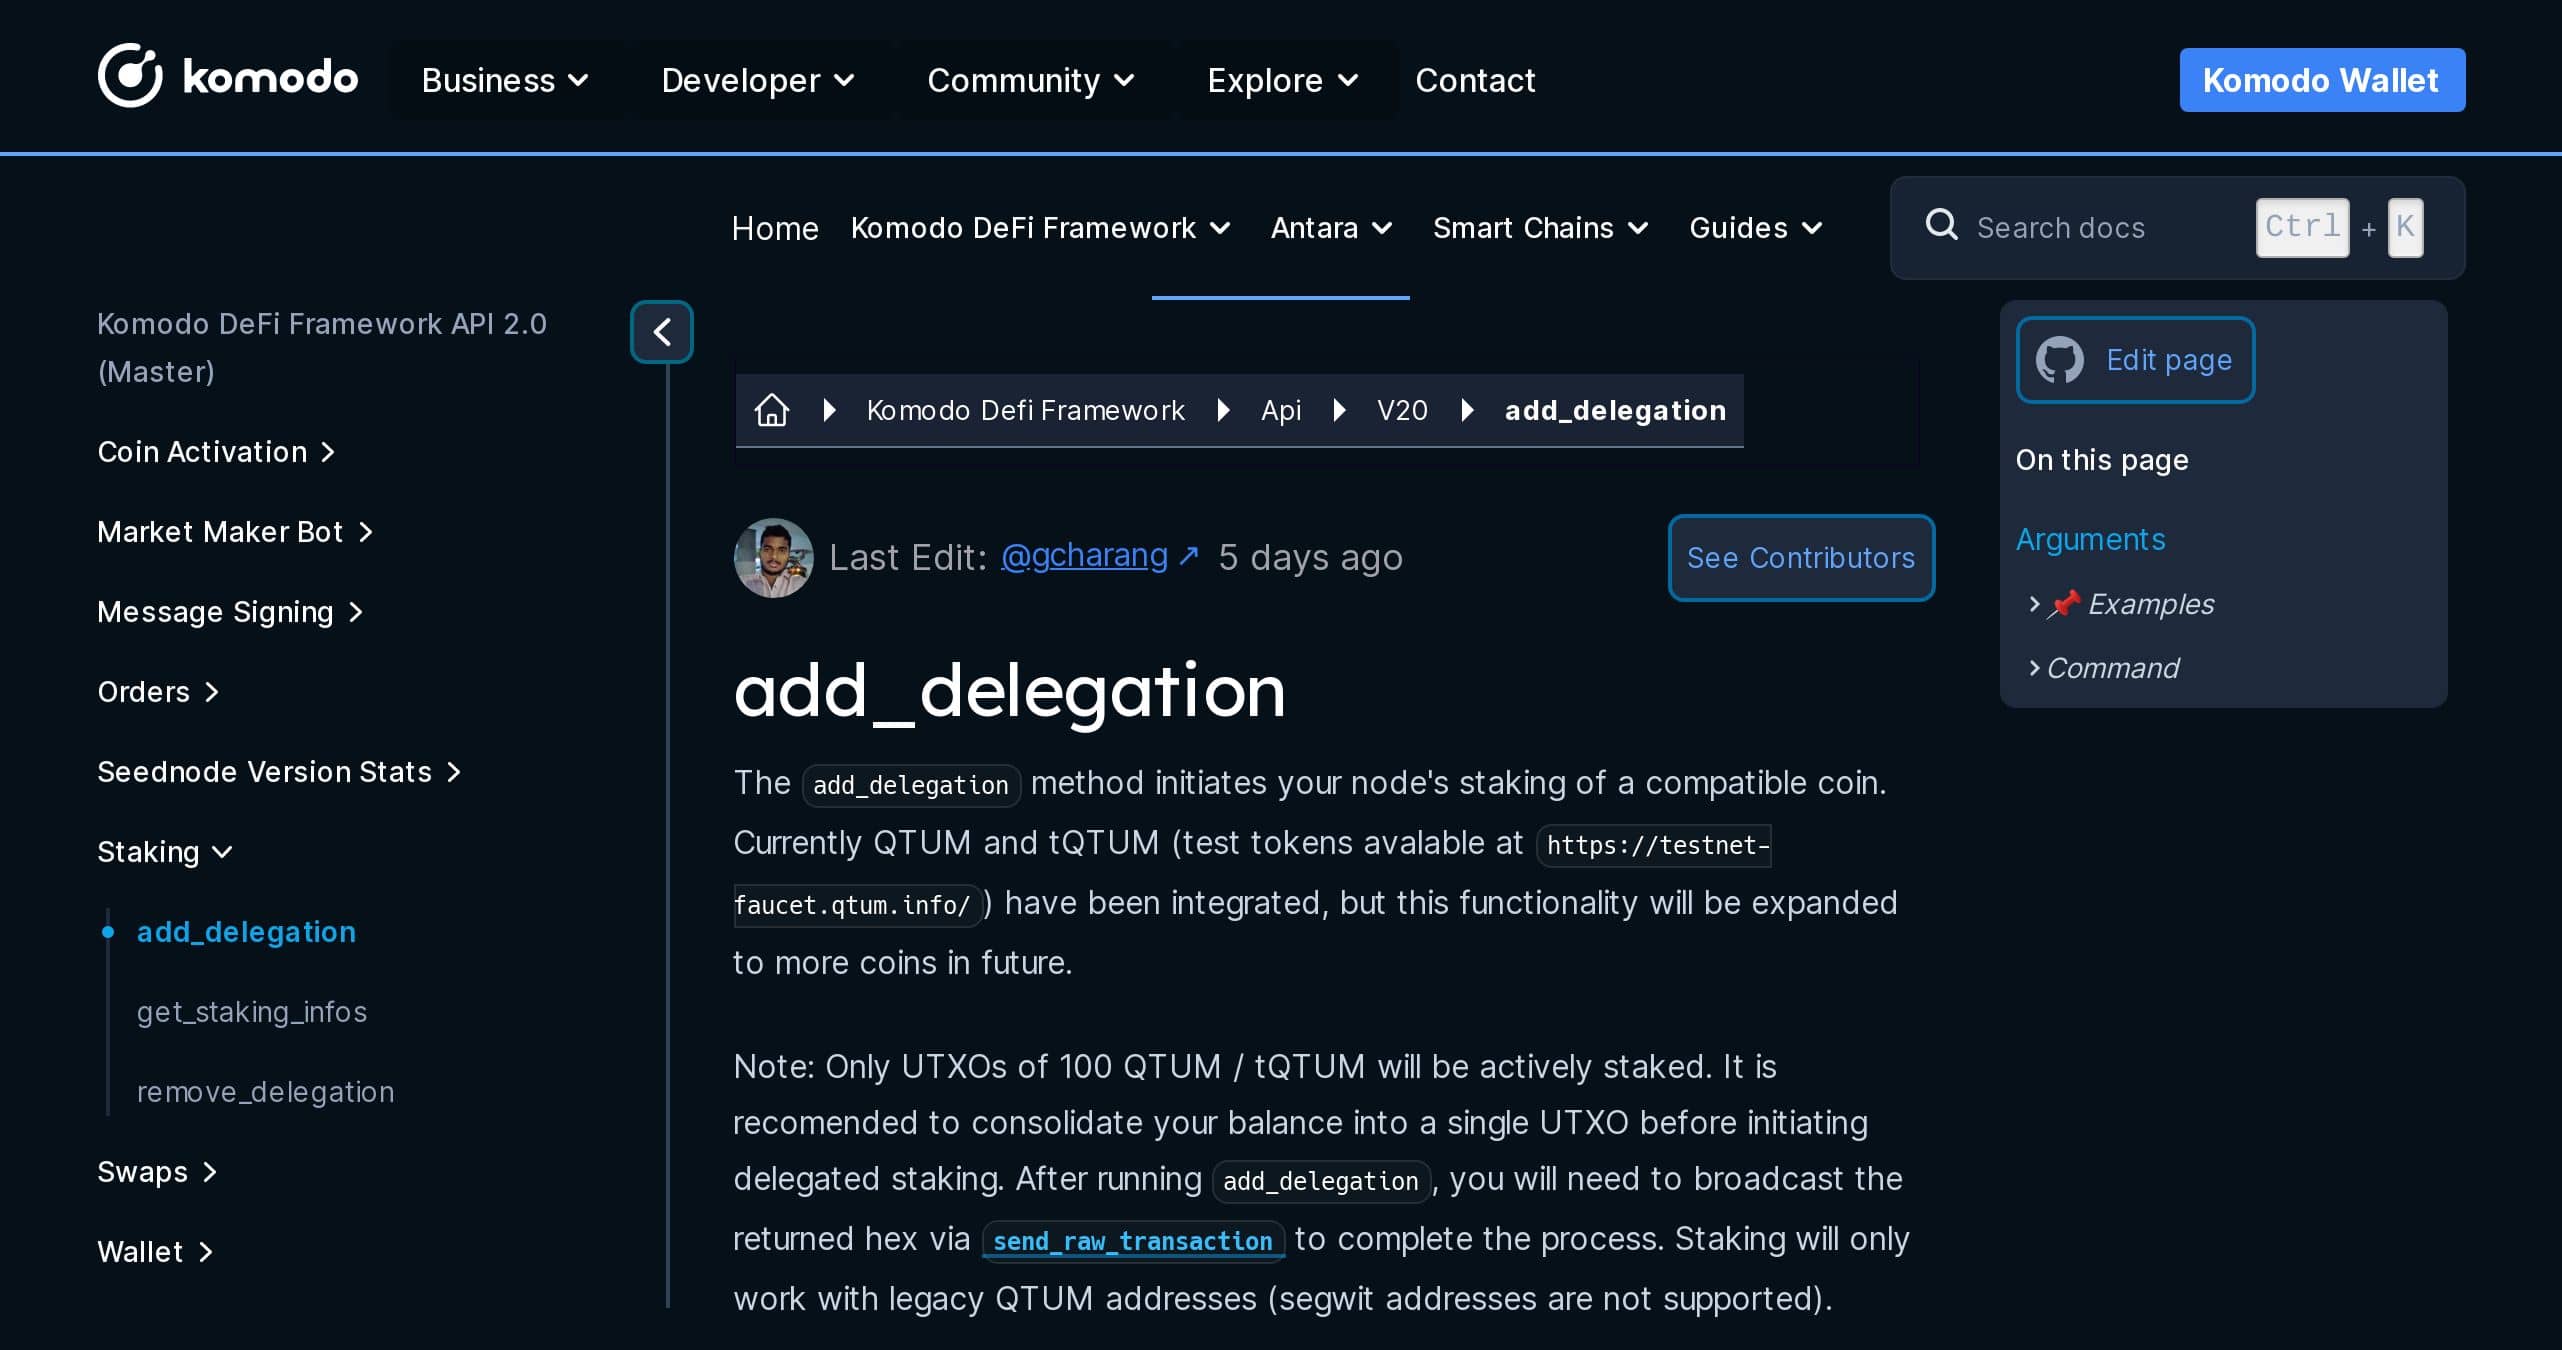 komodo Business Developer Community Explore Contact Komodo Wallet
Home Komodo DeFi Framework Antara Smart Chains Guides Search docs Ctrl + K
Komodo DeFi Framework API 2.0
(Master)
Coin Activation
Market Maker Bot
Message Signing
Orders
Seednode Version Stats
Staking
add_delegation
get_staking_infos
remove_delegation
Swaps
Wallet
Komodo Defi Framework Api V20 add_delegation
Last Edit: @gcharang ↗ 5 days ago See Contributors
add_delegation
The add_delegation method initiates your node's staking of a compatible coin.
Currently QTUM and tQTUM (test tokens avalable at https://testnet-
faucet.qtum.info/) have been integrated, but this functionality will be expanded
to more coins in future.
Note: Only UTXOs of 100 QTUM / tQTUM will be actively staked. It is
recomended to consolidate your balance into a single UTXO before initiating
delegated staking. After running add_delegation, you will need to broadcast the
returned hex via send_raw_transaction to complete the process. Staking will only
work with legacy QTUM addresses (segwit addresses are not supported).
Edit page
On this page
Arguments
📌 Examples
Command